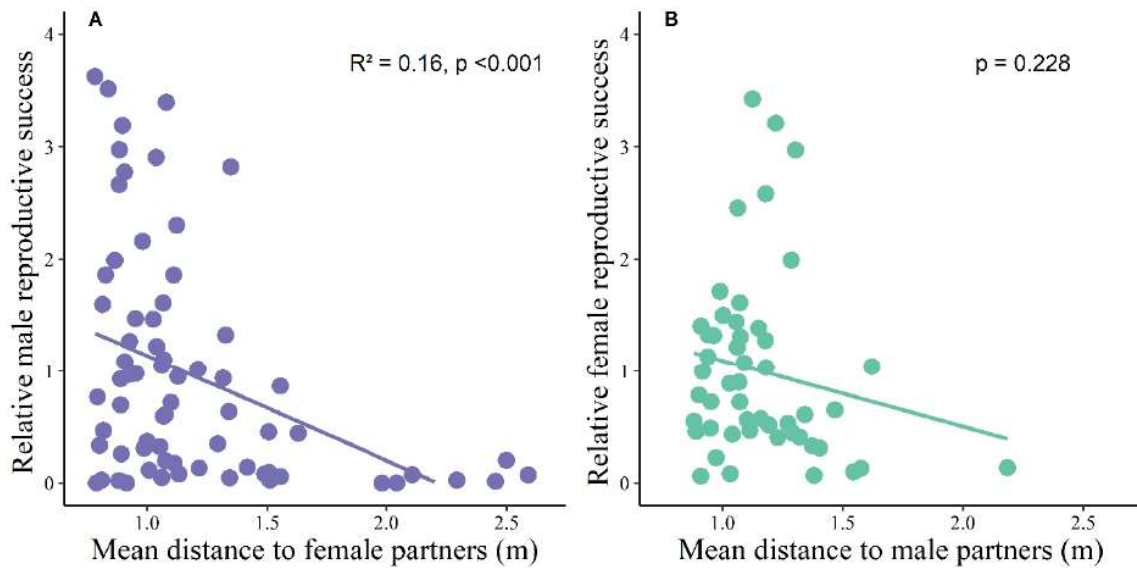 A
R² = 0.16, p <0.001
Relative male reproductive success
4
3
2
1
0
1.0 1.5 2.0 2.5
Mean distance to female partners (m)
B
p = 0.228
Relative female reproductive success
4
3
2
1
0
1.0 1.5 2.0 2.5
Mean distance to male partners (m)